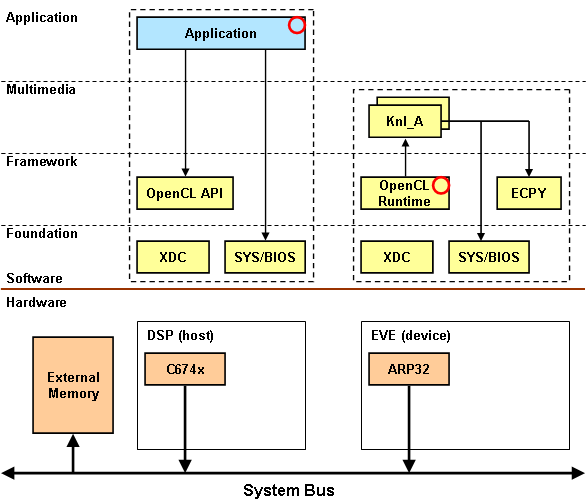 Application
Application
Multimedia
Knl_A
Framework
OpenCL API
OpenCL
Runtime
ECPY
Foundation
XDC
SYS/BIOS
XDC
SYS/BIOS
Software
Hardware
DSP (host)
EVE (device)
External
Memory
C674x
ARP32
System Bus